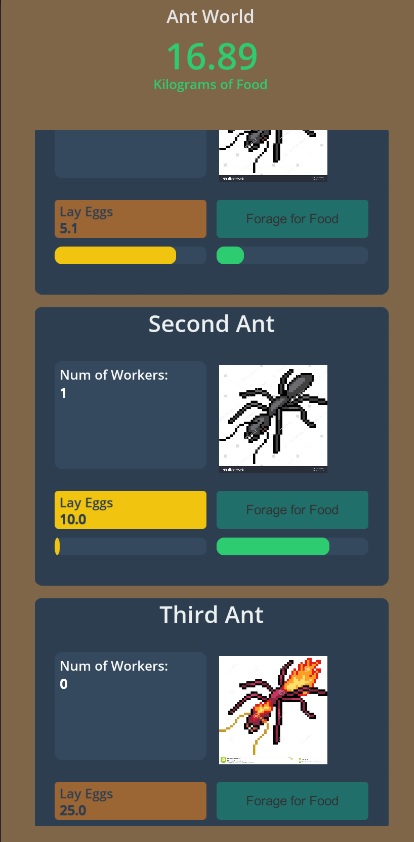 Ant World
16.89
Kilograms of Food
Lay Eggs
5.1
Forage for Food
Second Ant
Num of Workers:
1
Lay Eggs
10.0
Forage for Food
Third Ant
Num of Workers:
0
Lay Eggs
25.0
Forage for Food